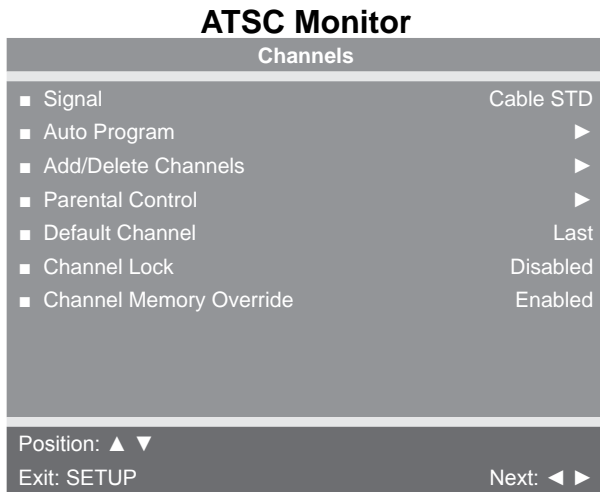 ATSC Monitor
Channels
■ Signal Cable STD
■ Auto Program ►
■ Add/Delete Channels ►
■ Parental Control ►
■ Default Channel Last
■ Channel Lock Disabled
■ Channel Memory Override Enabled
Position: ▲ ▼
Exit: SETUP Next: ◄ ►